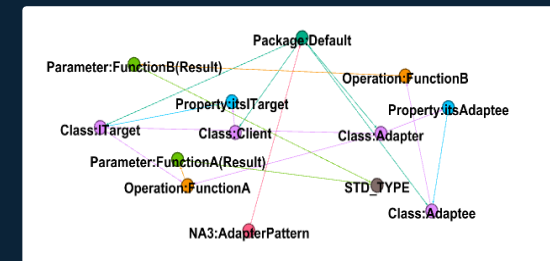 Package:Default
Parameter:FunctionB(Result)
Operation:FunctionB
Property:itsITarget
Property:itsAdaptee
Class:ITarget
Class:Client
Class:Adapter
Parameter:FunctionA(Result)
Operation:FunctionA
STD_TYPE
Class:Adaptee
NA3:AdapterPattern